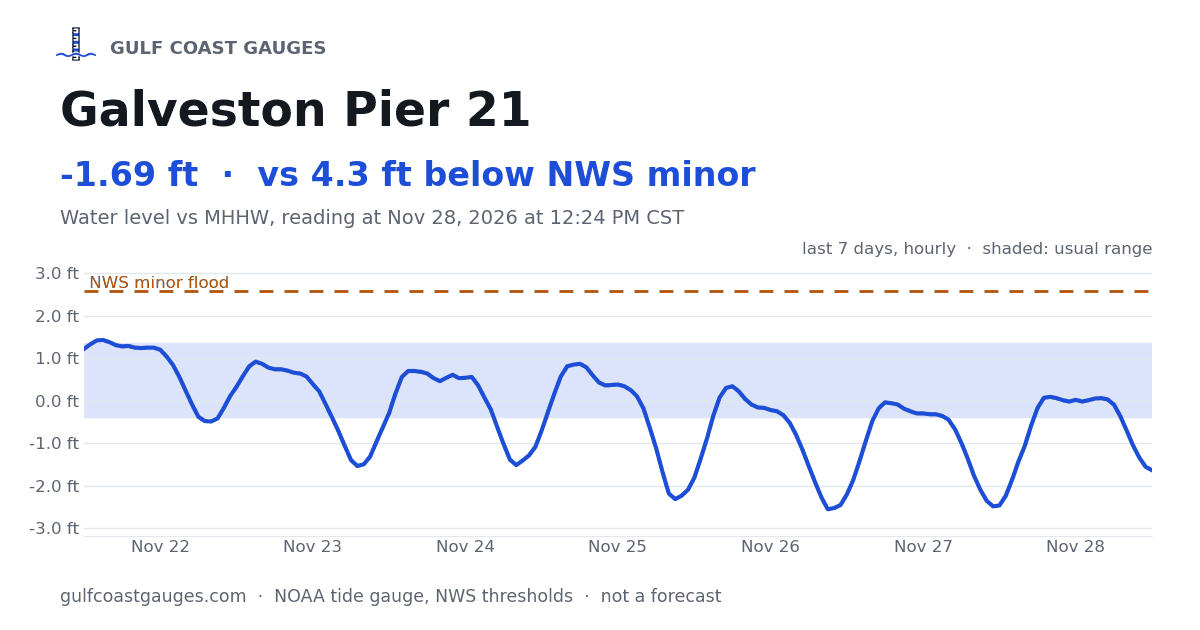 GULF COAST GAUGES
Galveston Pier 21
-1.69 ft · vs 4.3 ft below NWS minor
Water level vs MHHW, reading at Nov 28, 2026 at 12:24 PM CST
last 7 days, hourly · shaded: usual range
3.0 ft
NWS minor flood
2.0 ft
1.0 ft
0.0 ft
-1.0 ft
-2.0 ft
-3.0 ft
Nov 22 Nov 23 Nov 24 Nov 25 Nov 26 Nov 27 Nov 28
gulfcoastgauges.com · NOAA tide gauge, NWS thresholds · not a forecast